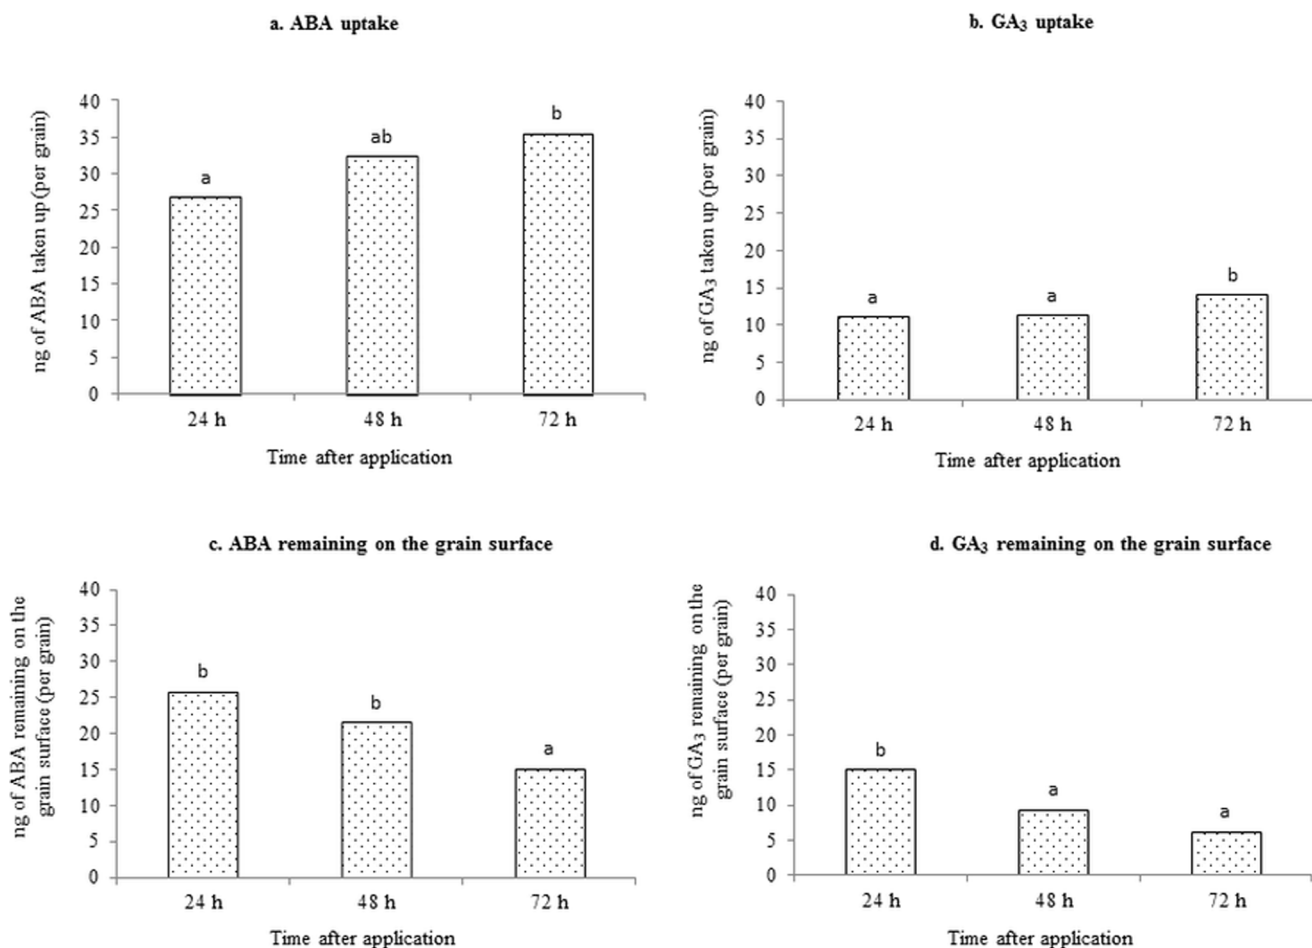 a. ABA uptake
ng of ABA taken up (per grain)
40
35
30
25
20
15
10
5
0
a
ab
b
24 h
48 h
72 h
Time after application
b. GA₃ uptake
ng of GA₃ taken up (per grain)
40
35
30
25
20
15
10
5
0
a
a
b
24 h
48 h
72 h
Time after application
c. ABA remaining on the grain surface
ng of ABA remaining on the
grain surface (per grain)
40
35
30
25
20
15
10
5
0
b
b
a
24 h
48 h
72 h
Time after application
d. GA₃ remaining on the grain surface
ng of GA₃ remaining on the
grain surface (per grain)
40
35
30
25
20
15
10
5
0
b
a
a
24 h
48 h
72 h
Time after application